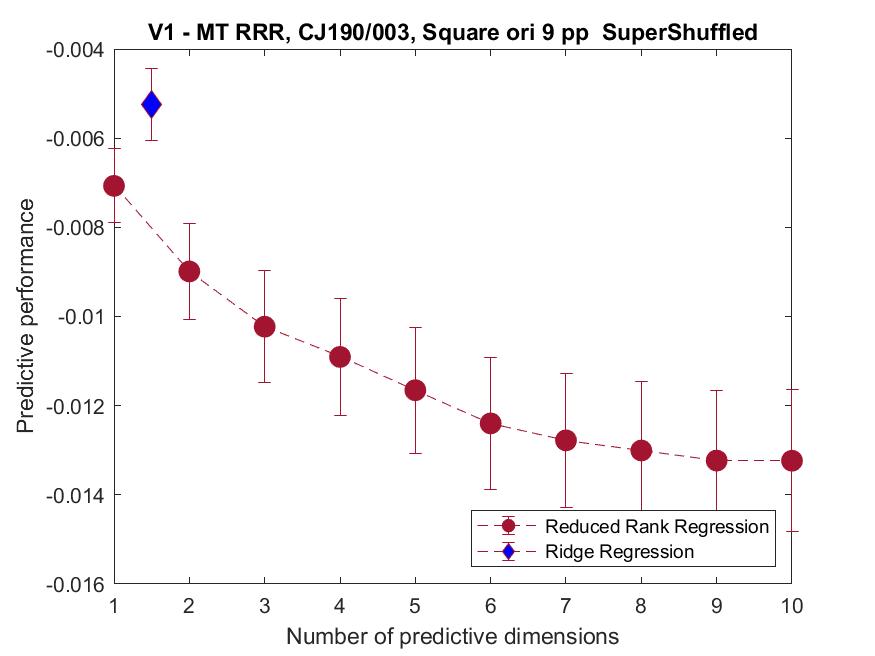 V1 - MT RRR, CJ190/003, Square ori 9 pp  SuperShuffled
-0.004
-0.006
-0.008
-0.01
-0.012
-0.014
-0.016
Predictive performance
Reduced Rank Regression
Ridge Regression
1 2 3 4 5 6 7 8 9 10
Number of predictive dimensions